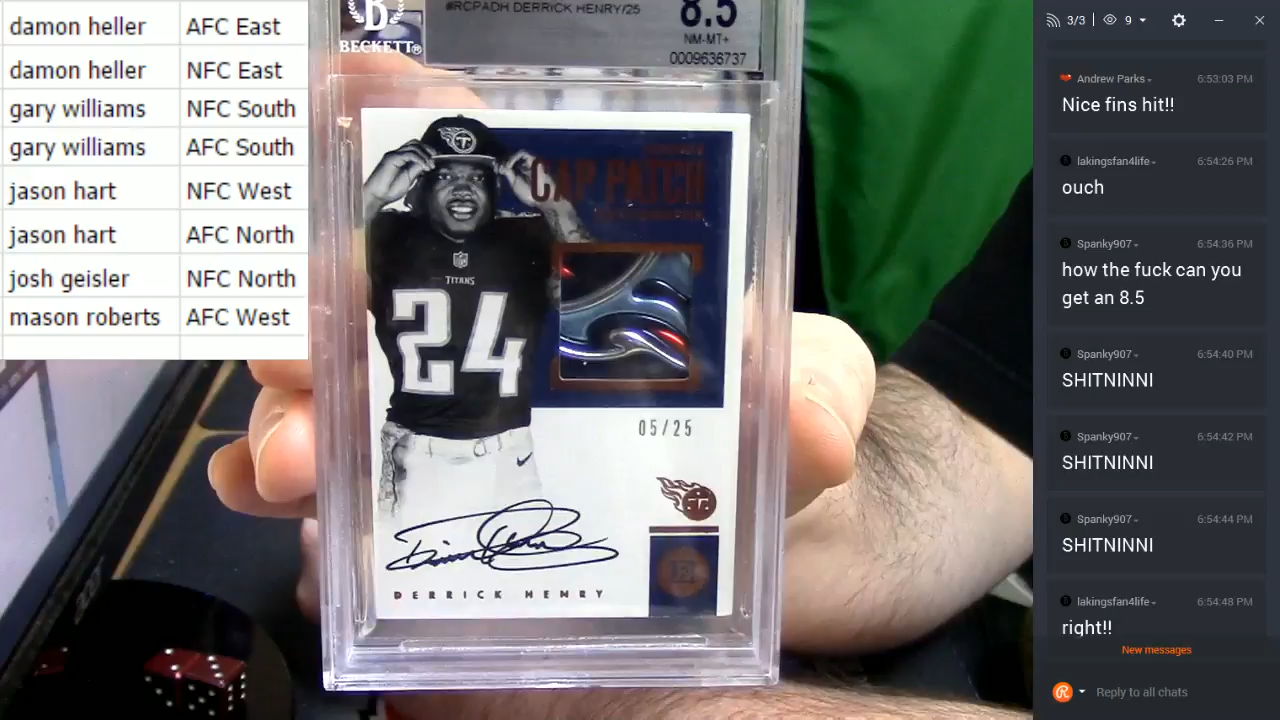 damon heller AFC East
damon heller NFC East
gary williams NFC South
gary williams AFC South
jason hart NFC West
jason hart AFC North
josh geisler NFC North
mason roberts AFC West
#RCPADH DERRICK HENRY/25
8.5
NM-MT+
0009636737
B
BECKETT®
CAP PATCH
TITANS
24
05/25
DERRICK HENRY
3/3 9
Andrew Parks 6:53:03 PM
Nice fins hit!!
lakingsfan4life 6:54:26 PM
ouch
Spanky907 6:54:36 PM
how the fuck can you
get an 8.5
Spanky907 6:54:40 PM
SHITNINNI
Spanky907 6:54:42 PM
SHITNINNI
Spanky907 6:54:44 PM
SHITNINNI
lakingsfan4life 6:54:48 PM
right!!
New messages
Reply to all chats